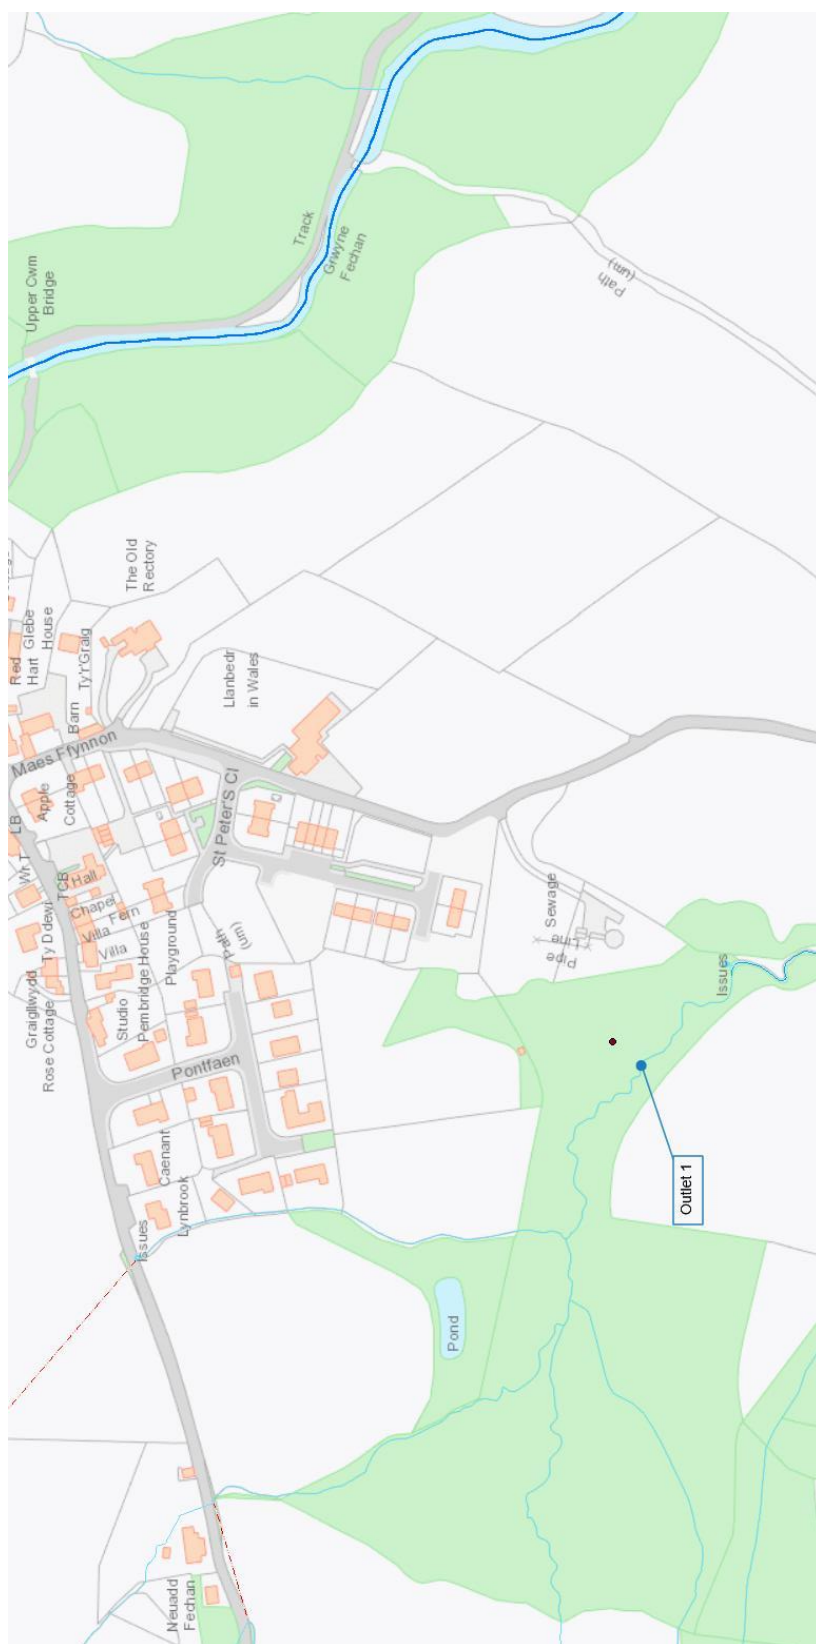 Upper Cwm
Bridge
Track
Grwyne
Fechan
Path
(um)
The Old
Rectory
Red
Hart
Glebe
House
Ty'r'Graig
Barn
Maes Ffynnon
Llanbedr
in Wales
Apple
Cottage
LB
Wr T
TCB
Hall
Chapel
Fern
Villa
Villa
St Peter'S Cl
Ty Ddewi
Graigllwydd
Rose Cottage
Studio
Pembridge House
Playground
Path
(um)
Pontfaen
Sewage
Pipe
Line
Issues
Caenant
Lynbrook
Issues
Outlet 1
Pond
Neuadd
Fechan